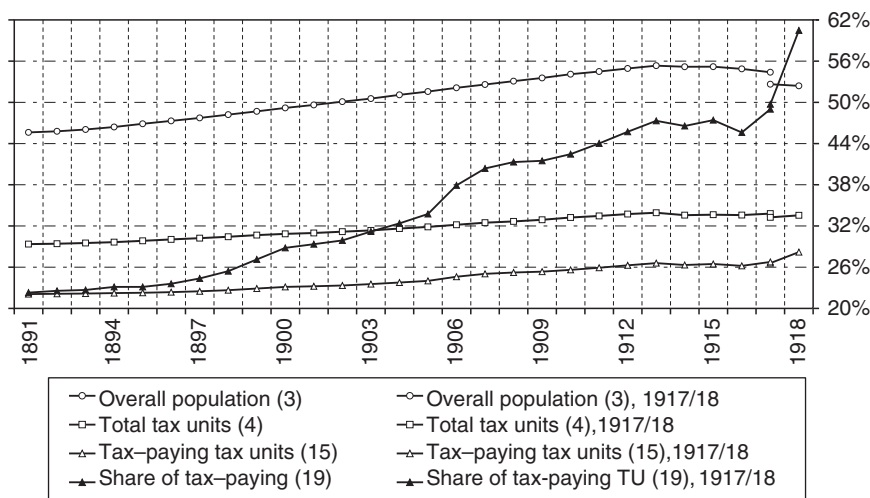 62%
56%
50%
44%
38%
32%
26%
20%
1891
1894
1897
1900
1903
1906
1909
1912
1915
1918
Overall population (3)
Overall population (3), 1917/18
Total tax units (4)
Total tax units (4),1917/18
Tax–paying tax units (15)
Tax–paying tax units (15),1917/18
Share of tax–paying (19)
Share of tax-paying TU (19), 1917/18